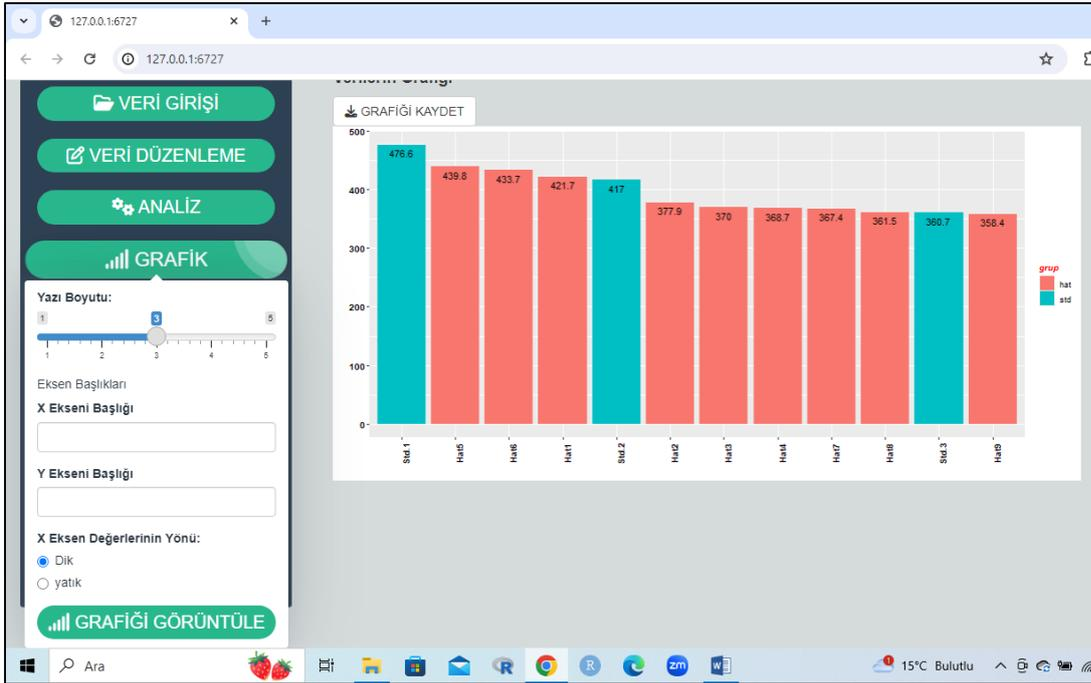 127.0.0.1:6727
127.0.0.1:6727
VERİ GİRİŞİ
VERİ DÜZENLEME
ANALİZ
GRAFİK
Yazı Boyutu:
1 3 5
1 2 3 4 5
Eksen Başlıkları
X Ekseni Başlığı
Y Ekseni Başlığı
X Eksen Değerlerinin Yönü:
Dik
yatık
GRAFİĞİ GÖRÜNTÜLE
Verilerin Grafiği
GRAFİĞİ KAYDET
500
400
300
200
100
0
476.6
439.8
433.7
421.7
417
377.9
370
368.7
367.4
361.5
360.7
358.4
Std.1
Hat5
Hat6
Hat1
Std.2
Hat2
Hat3
Hat4
Hat7
Hat8
Std.3
Hat9
grup
hat
std
Ara
R
R
zm
W
1
15°C Bulutlu